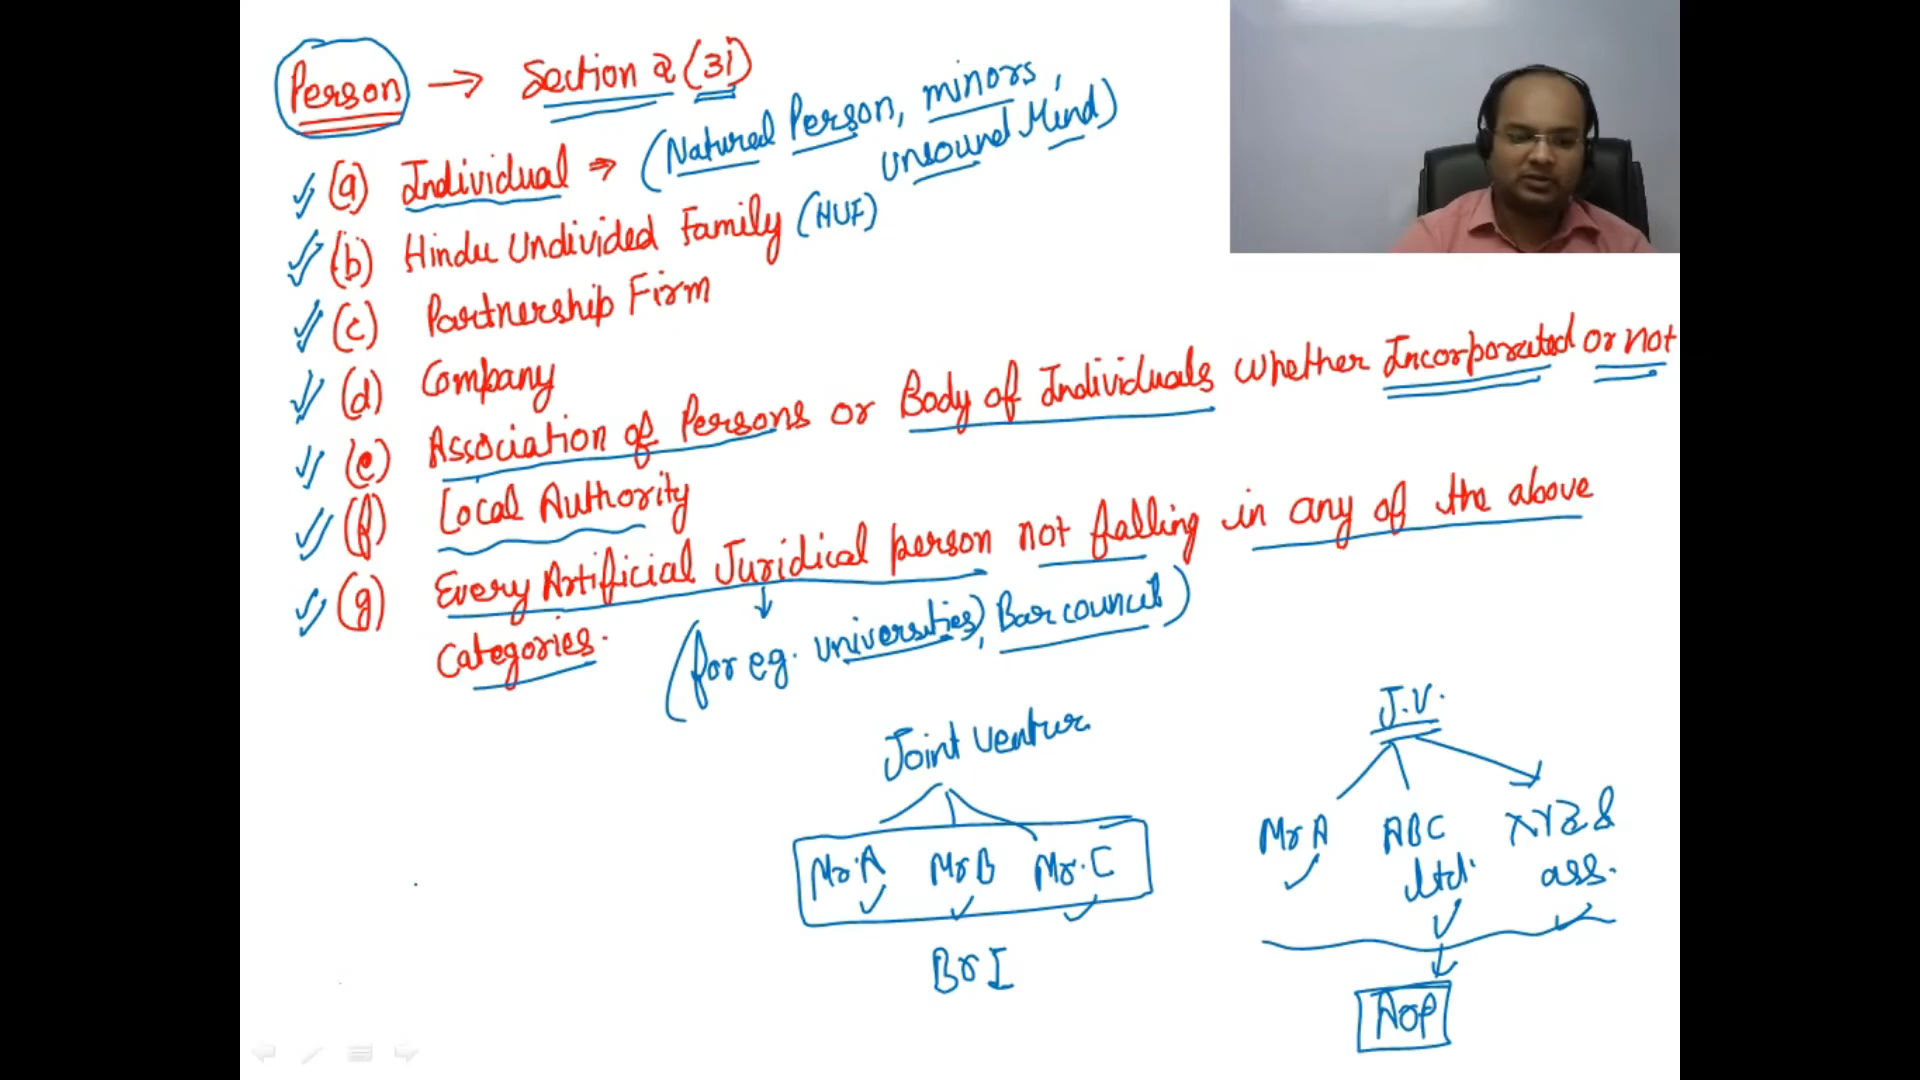 Person → Section 2 (31)
(a) Individual → (Natured Person, minors,
unsound Mind)
(b) Hindu Undivided Family (HUF)
(c) Partnership Firm
(d) Company
(e) Association of Persons or Body of Individuals whether Incorporated or not
(f) Local Authority
(g) Every Artificial Juridical person not falling in any of the above
Categories.
(for eg. universities), Bar council)
Joint Ventur
Mr. A Mr B Mr. C
BoI
J.V.
Mr A ABC XYZ &
Ltd. ass.
AOP